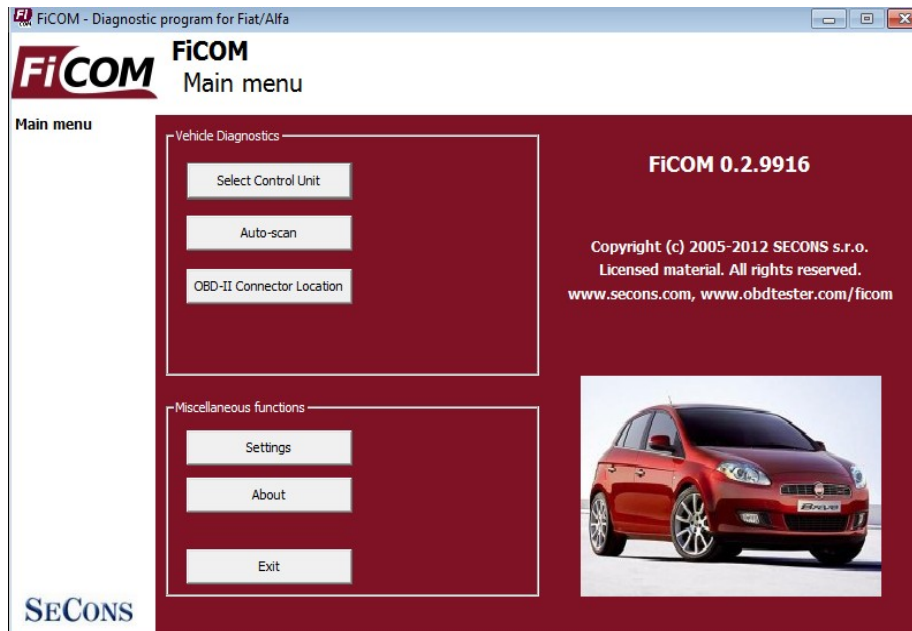 FiCOM - Diagnostic program for Fiat/Alfa
FiCOM
FiCOM
Main menu
Main menu
Vehicle Diagnostics
Select Control Unit
Auto-scan
OBD-II Connector Location
Miscellaneous functions
Settings
About
Exit
FiCOM 0.2.9916
Copyright (c) 2005-2012 SECONS s.r.o.
Licensed material. All rights reserved.
www.secons.com, www.obdtester.com/ficom
Bravo
SECONS